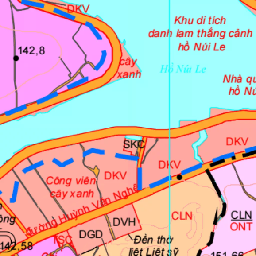 DKV
Khu di tích
danh lam thắng cảnh
hồ Núi Le
142,8
cây
xanh
Hồ Núi Le
Nhà qu
hồ Nú
SKC
DKV
DKV
DKV
Công viên
cây xanh
Đường Huỳnh Văn Nghệ
DVH
CLN
CLN
ONT
DGD
142,58
Đền thờ
liệt Liệt sỹ